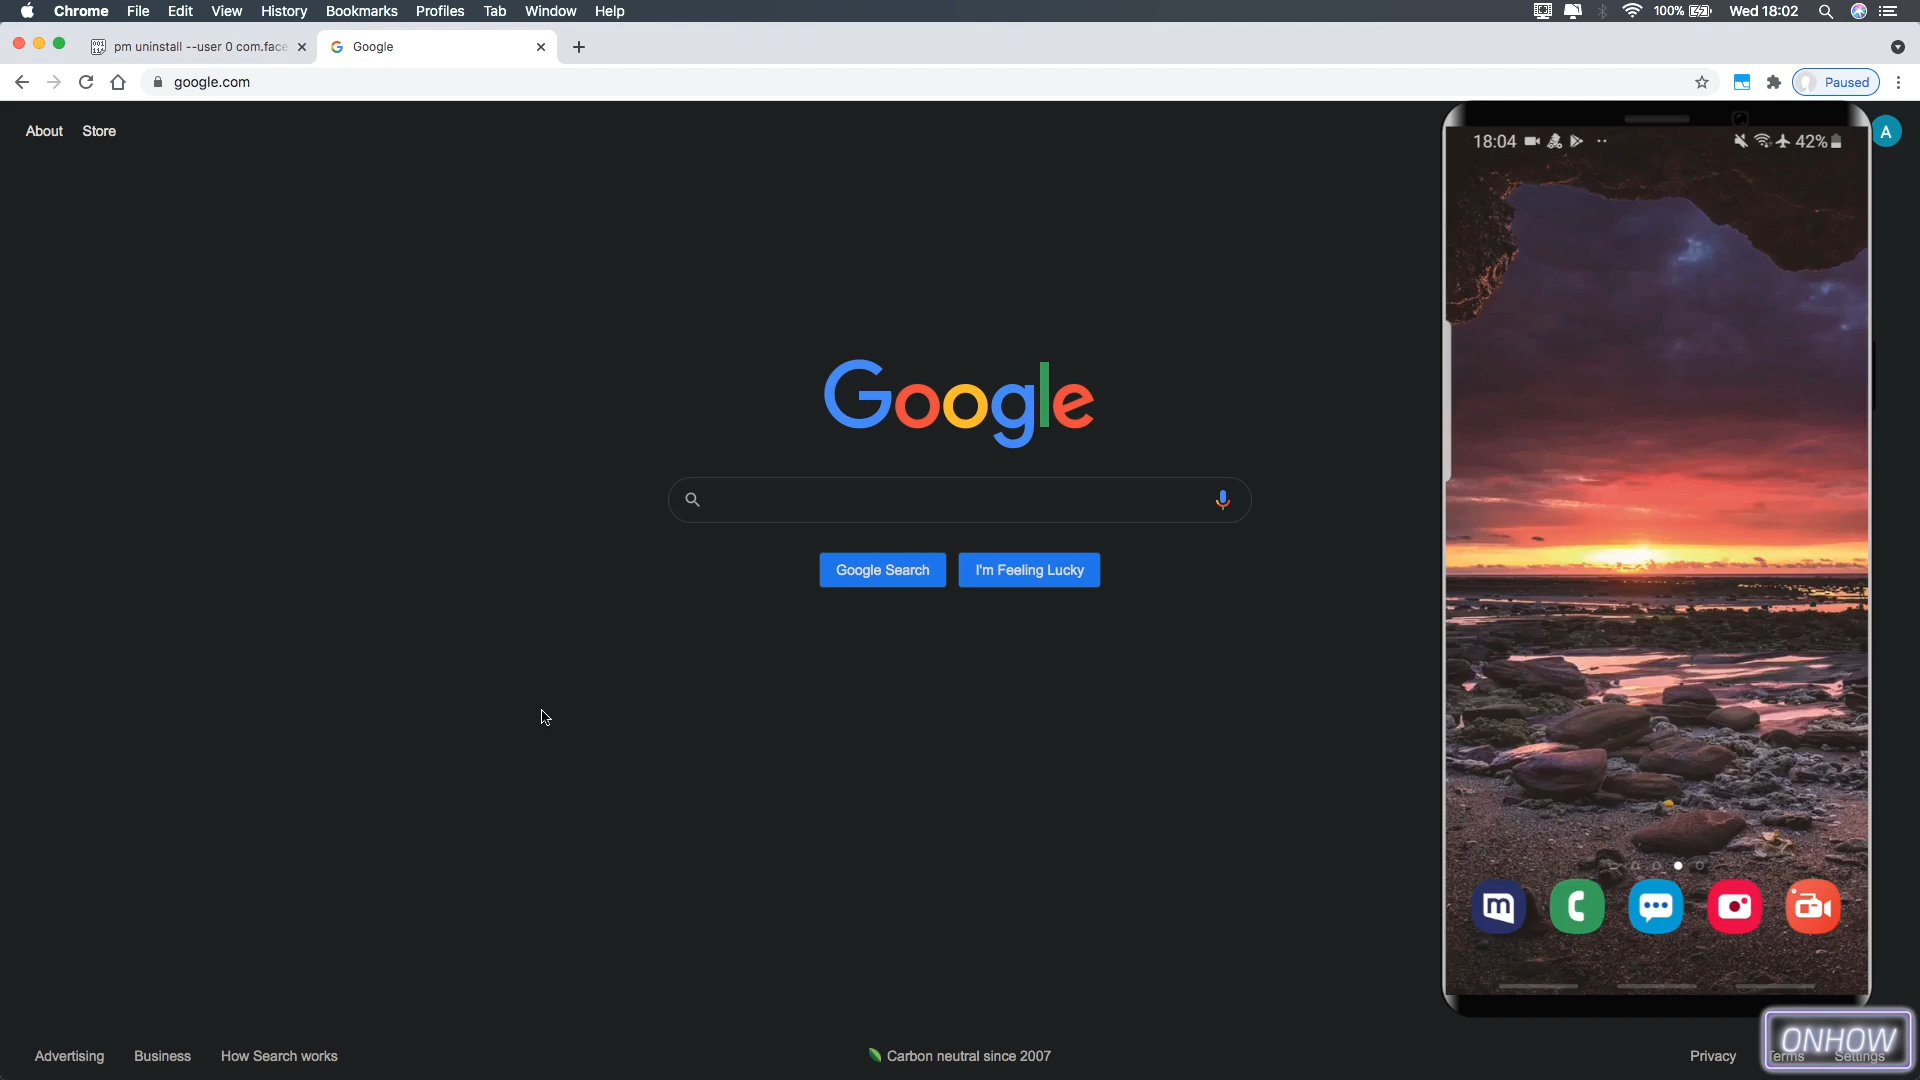 Chrome File Edit View History Bookmarks Profiles Tab Window Help 100% Wed 18:02
pm uninstall --user 0 com.face Google
google.com Paused
About Store A
18:04 42%
Google
Google Search I'm Feeling Lucky
m
Advertising Business How Search works Carbon neutral since 2007 Privacy Terms Settings
ONHOW